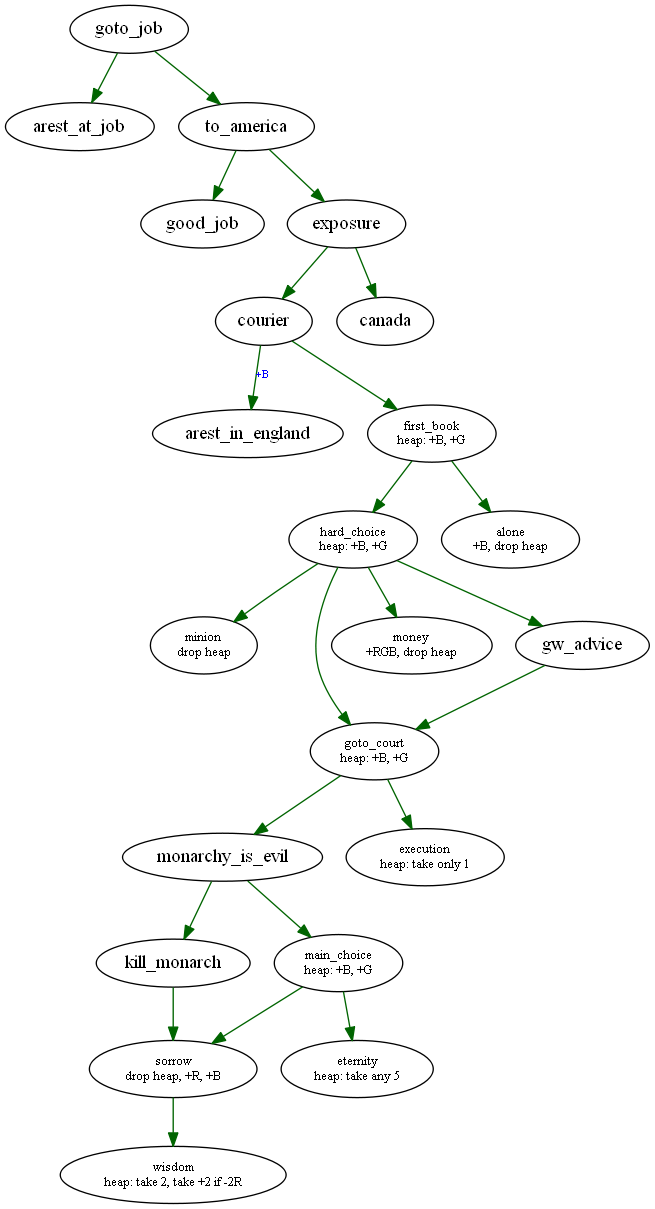 goto_job
arest_at_job
to_america
good_job
exposure
courier
canada
+B
arest_in_england
first_book
heap: +B, +G
hard_choice
heap: +B, +G
alone
+B, drop heap
minion
drop heap
money
+RGB, drop heap
gw_advice
goto_court
heap: +B, +G
monarchy_is_evil
execution
heap: take only 1
kill_monarch
main_choice
heap: +B, +G
sorrow
drop heap, +R, +B
eternity
heap: take any 5
wisdom
heap: take 2, take +2 if -2R